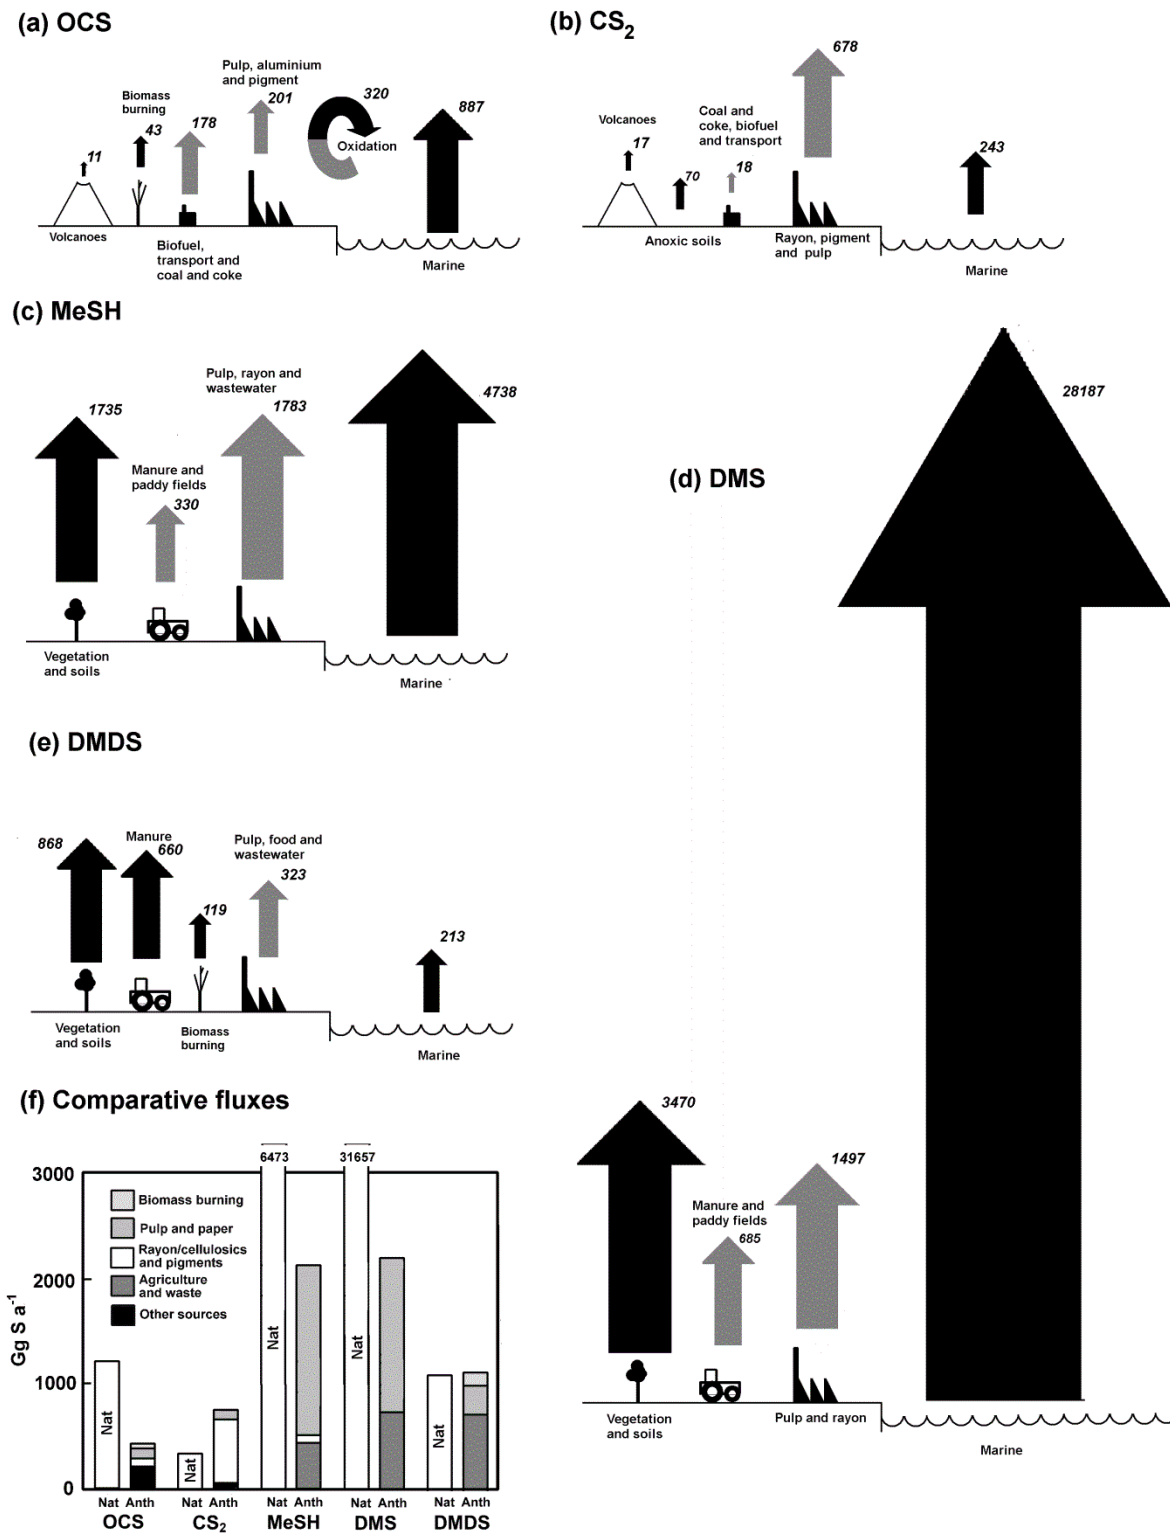 (a) OCS
Pulp, aluminium
and pigment
Biomass
burning
43
178
201
320
887
11
Oxidation
Volcanoes
Biofuel,
transport and
coal and coke
Marine
(b) CS2
678
Coal and
coke, biofuel
and transport
Volcanoes
17
70
18
243
Anoxic soils
Rayon, pigment
and pulp
Marine
(c) MeSH
Pulp, rayon and
wastewater
1735
1783
4738
Manure and
paddy fields
330
Vegetation
and soils
Marine
(d) DMS
28187
3470
1497
Manure and
paddy fields
685
Vegetation
and soils
Pulp and rayon
Marine
(e) DMDS
868
Manure
660
Pulp, food and
wastewater
323
119
213
Vegetation
and soils
Biomass
burning
Marine
(f) Comparative fluxes
6473
31657
3000
2000
1000
0
Gg S a-1
Biomass burning
Pulp and paper
Rayon/cellulosics
and pigments
Agriculture
and waste
Other sources
Nat
Nat
Nat
Nat
Nat
Nat Anth
Nat Anth
Nat Anth
Nat Anth
Nat Anth
OCS
CS2
MeSH
DMS
DMDS